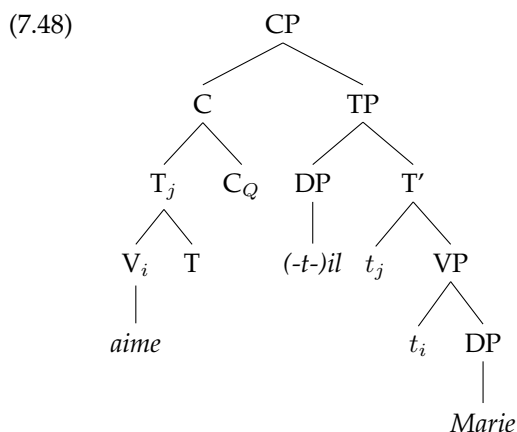 (7.48) CP
C TP
T_j C_Q DP T'
V_i T (-t-)il t_j VP
aime t_i DP
Marie